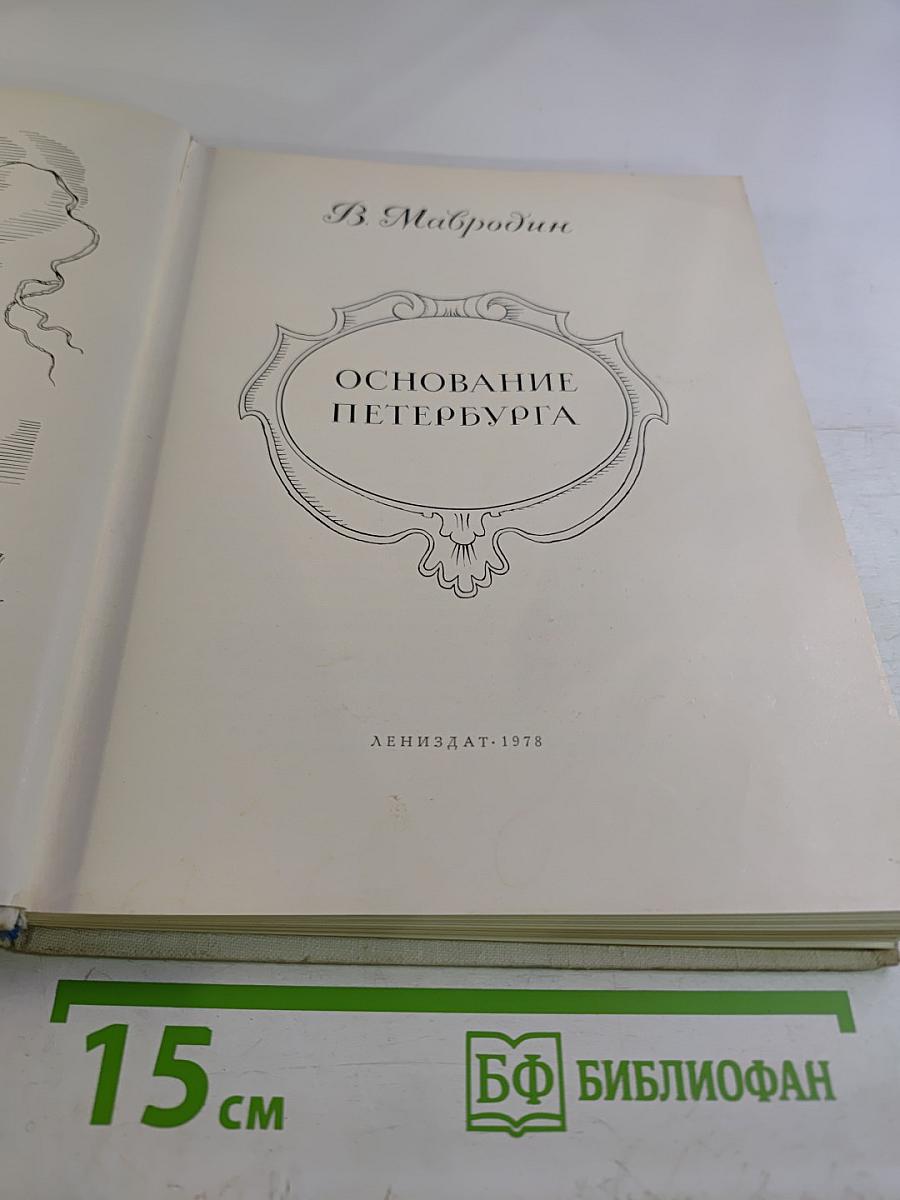 В. Мавродин
ОСНОВАНИЕ
ПЕТЕРБУРГА
ЛЕНИЗДАТ · 1978
15 см
БФ БИБЛИОФАН